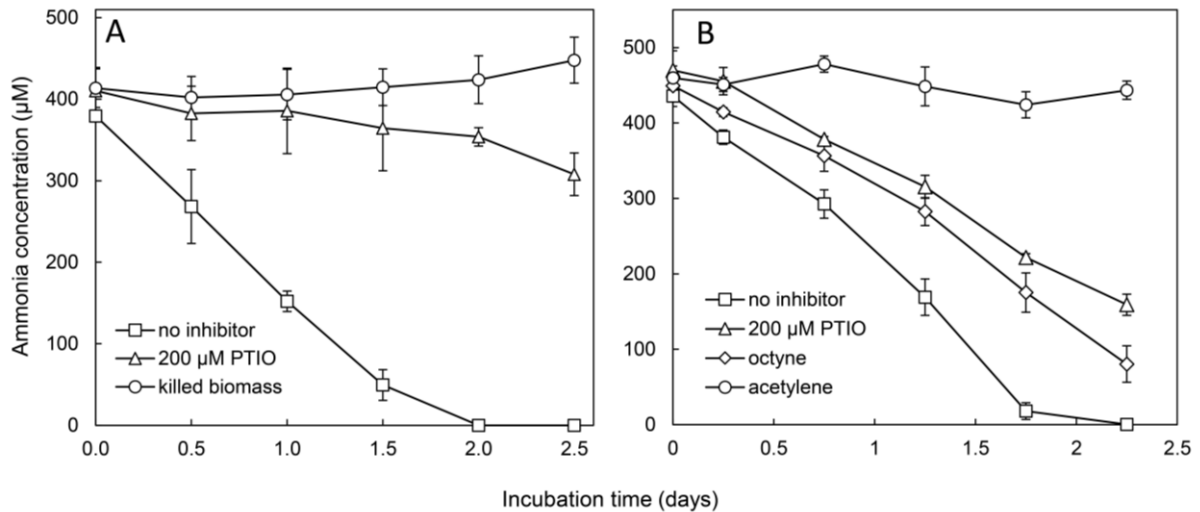 A
500
400
300
200
100
0
Ammonia concentration (µM)
no inhibitor
200 µM PTIO
killed biomass
0.0 0.5 1.0 1.5 2.0 2.5
B
500
400
300
200
100
0
no inhibitor
200 µM PTIO
octyne
acetylene
0 0.5 1 1.5 2 2.5
Incubation time (days)